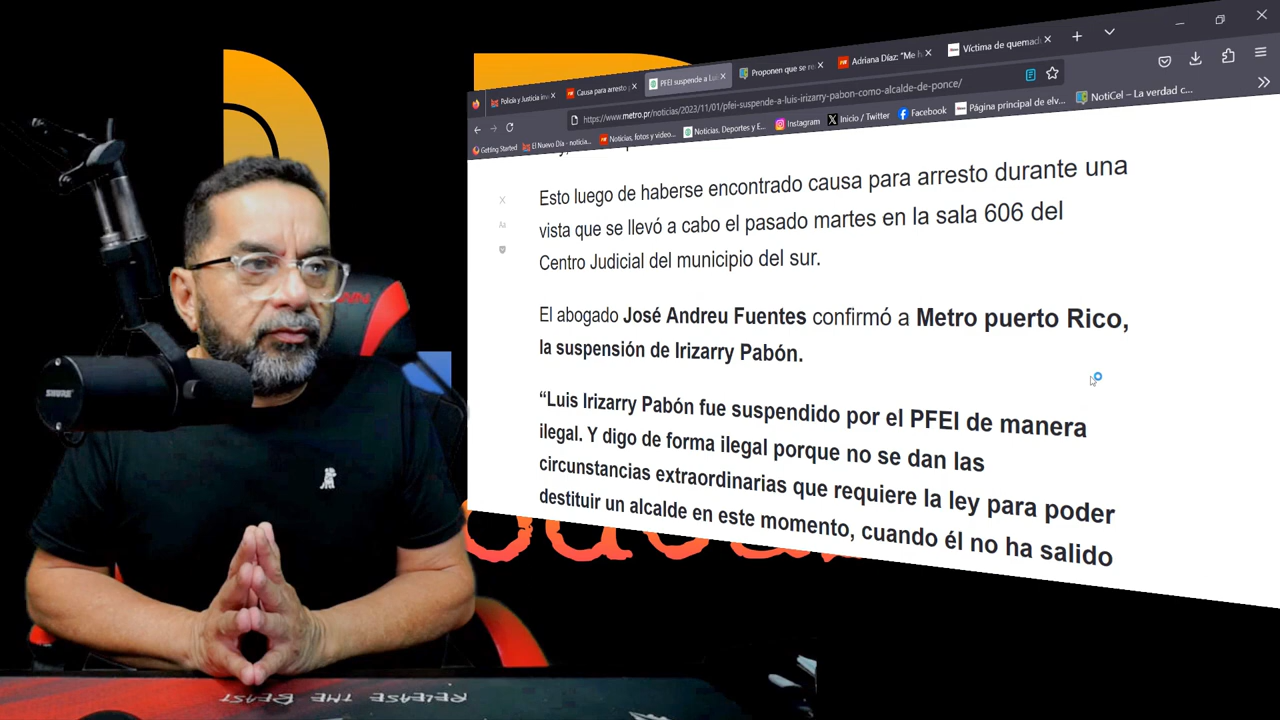 Policía y Justicia inv
Causa para arresto p
PFEI suspende a Lui
Proponen que se re
Adriana Díaz: "Me h
Víctima de quemad
https://www.metro.pr/noticias/2023/11/01/pfei-suspende-a-luis-irizarry-pabon-como-alcalde-de-ponce/
Getting Started
El Nuevo Día - noticia...
Noticias, fotos y video...
Noticias, Deportes y E...
Instagram
Inicio / Twitter
Facebook
Página principal de elv...
NotiCel – La verdad c...
Esto luego de haberse encontrado causa para arresto durante una
vista que se llevó a cabo el pasado martes en la sala 606 del
Centro Judicial del municipio del sur.
El abogado José Andreu Fuentes confirmó a Metro puerto Rico,
la suspensión de Irizarry Pabón.
“Luis Irizarry Pabón fue suspendido por el PFEI de manera
ilegal. Y digo de forma ilegal porque no se dan las
circunstancias extraordinarias que requiere la ley para poder
destituir un alcalde en este momento, cuando él no ha salido
SHURE
RELEASE THE BEAST